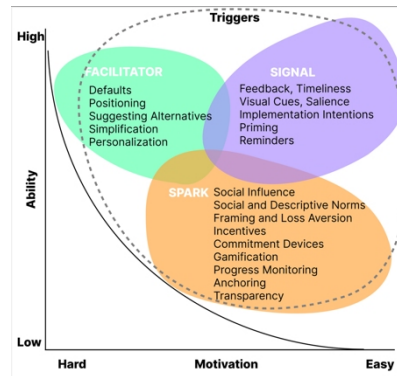 Triggers
High
FACILITATOR
Defaults
Positioning
Suggesting Alternatives
Simplification
Personalization
SIGNAL
Feedback, Timeliness
Visual Cues, Salience
Implementation Intentions
Priming
Reminders
Ability
SPARK
Social Influence
Social and Descriptive Norms
Framing and Loss Aversion
Incentives
Commitment Devices
Gamification
Progress Monitoring
Anchoring
Transparency
Low
Hard
Motivation
Easy